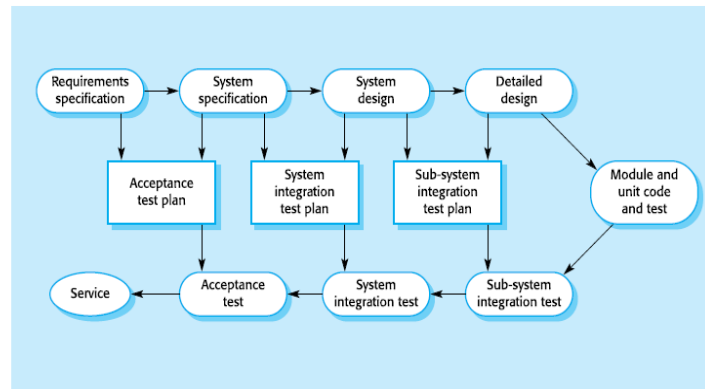 Requirements
specification
System
specification
System
design
Detailed
design
Acceptance
test plan
System
integration
test plan
Sub-system
integration
test plan
Module and
unit code
and test
Service
Acceptance
test
System
integration test
Sub-system
integration test